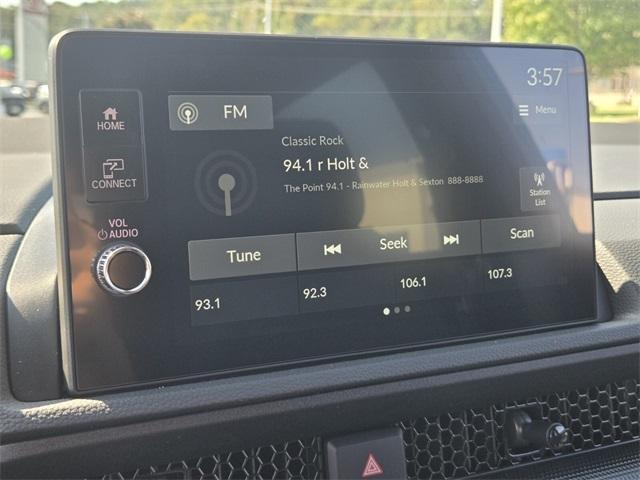 3:57
HOME
FM
Menu
CONNECT
Classic Rock
94.1 r Holt &
The Point 94.1 - Rainwater Holt & Sexton 888-8888
Station
List
VOL
AUDIO
Tune
Seek
Scan
93.1
92.3
106.1
107.3